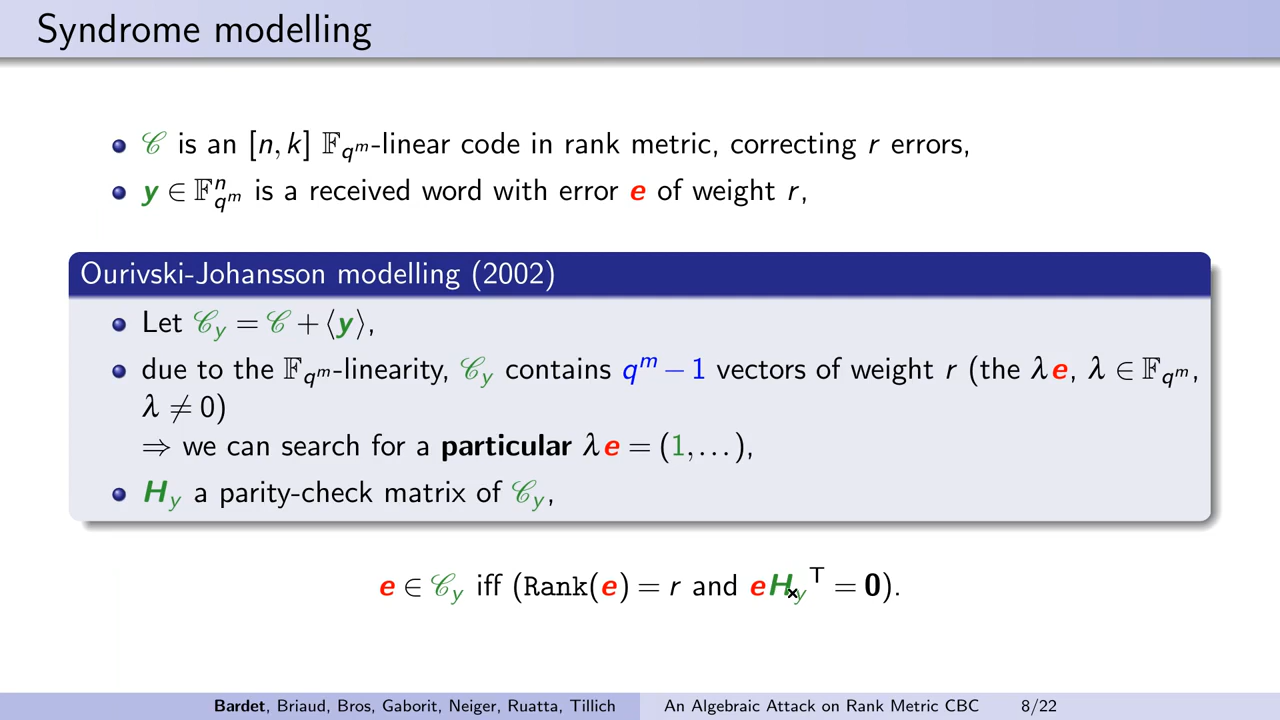 Syndrome modelling
• 𝒞 is an [n, k] 𝔽_{q^m}-linear code in rank metric, correcting r errors,
• y ∈ 𝔽^n_{q^m} is a received word with error e of weight r,
Ourivski-Johansson modelling (2002)
• Let 𝒞_y = 𝒞 + ⟨y⟩,
• due to the 𝔽_{q^m}-linearity, 𝒞_y contains q^m − 1 vectors of weight r (the λe, λ ∈ 𝔽_{q^m},
λ ≠ 0)
⇒ we can search for a particular λe = (1, …),
• H_y a parity-check matrix of 𝒞_y,
e ∈ 𝒞_y iff (Rank(e) = r and eH_y^T = 0).
Bardet, Briaud, Bros, Gaborit, Neiger, Ruatta, Tillich An Algebraic Attack on Rank Metric CBC 8/22